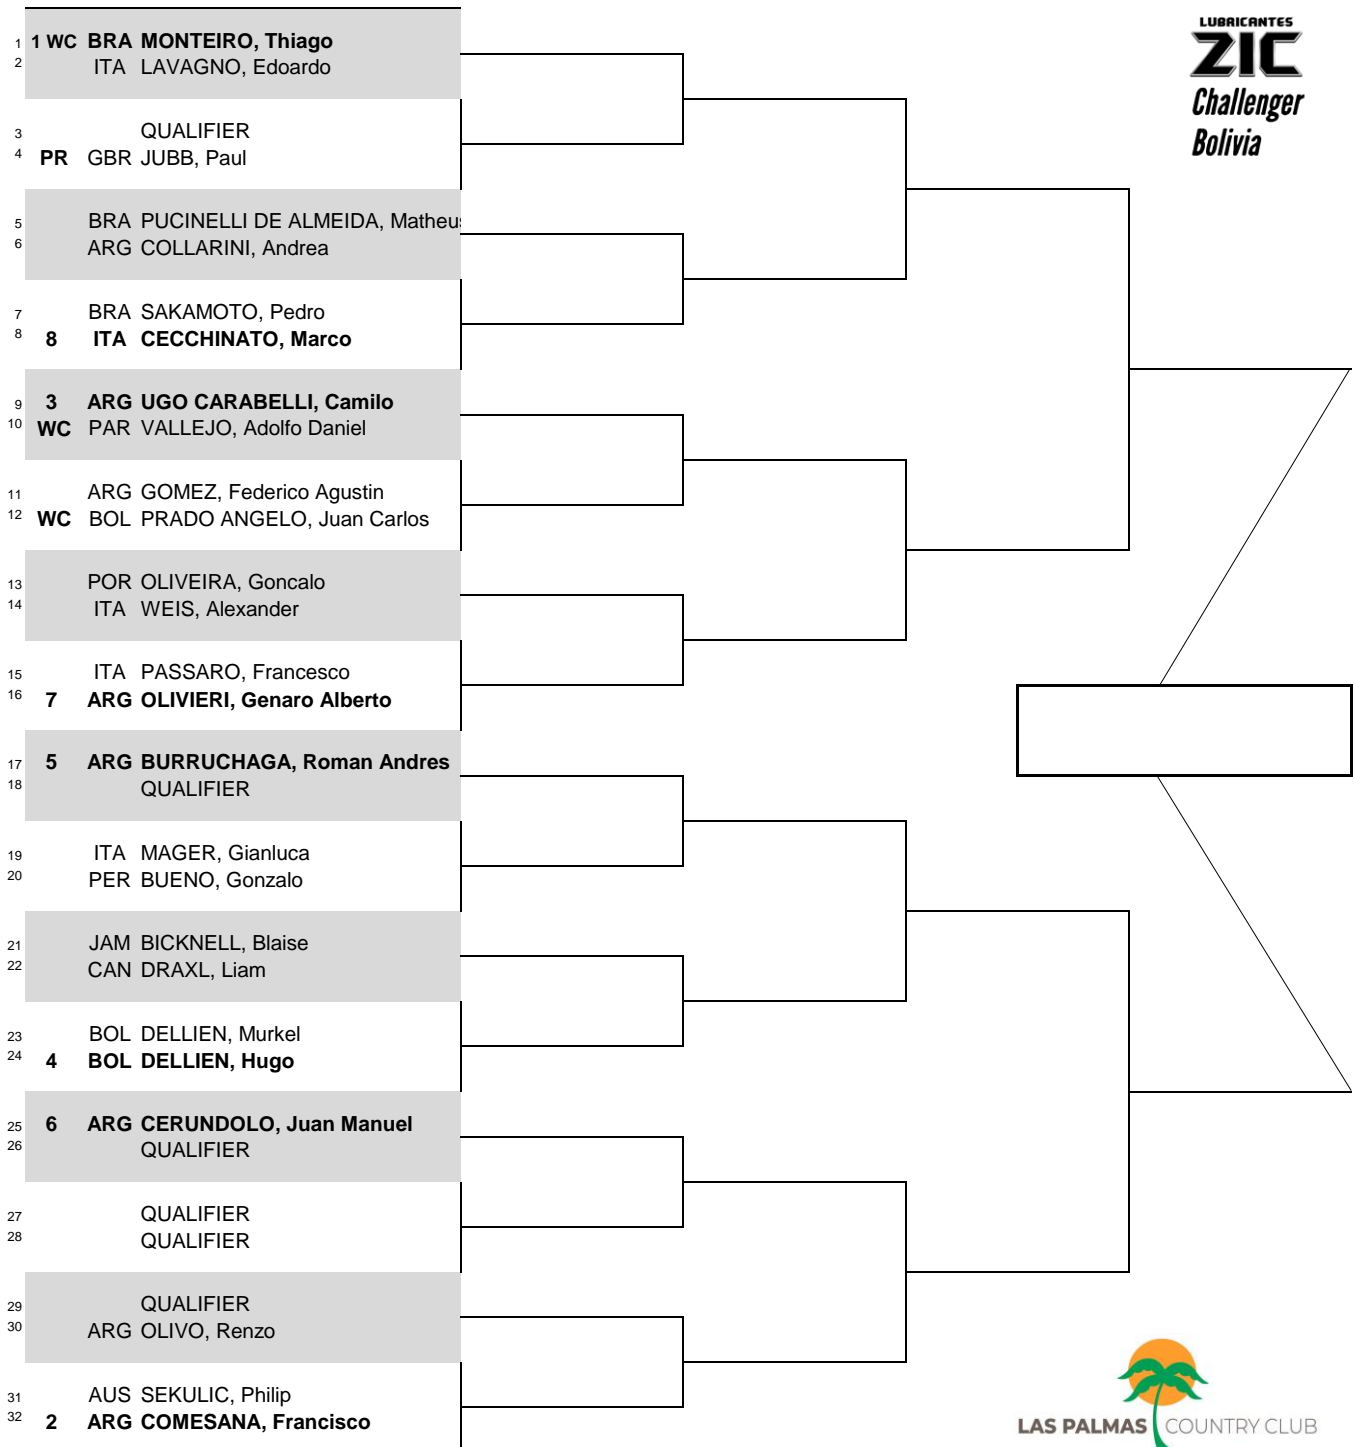 LUBRICANTES
ZIC
Challenger
Bolivia
1 1 WC BRA MONTEIRO, Thiago
2 ITA LAVAGNO, Edoardo
3 QUALIFIER
4 PR GBR JUBB, Paul
5 BRA PUCINELLI DE ALMEIDA, Matheus
6 ARG COLLARINI, Andrea
7 BRA SAKAMOTO, Pedro
8 8 ITA CECCHINATO, Marco
9 3 ARG UGO CARABELLI, Camilo
10 WC PAR VALLEJO, Adolfo Daniel
11 ARG GOMEZ, Federico Agustin
12 WC BOL PRADO ANGELO, Juan Carlos
13 POR OLIVEIRA, Goncalo
14 ITA WEIS, Alexander
15 ITA PASSARO, Francesco
16 7 ARG OLIVIERI, Genaro Alberto
17 5 ARG BURRUCHAGA, Roman Andres
18 QUALIFIER
19 ITA MAGER, Gianluca
20 PER BUENO, Gonzalo
21 JAM BICKNELL, Blaise
22 CAN DRAXL, Liam
23 BOL DELLIEN, Murkel
24 4 BOL DELLIEN, Hugo
25 6 ARG CERUNDOLO, Juan Manuel
26 QUALIFIER
27 QUALIFIER
28 QUALIFIER
29 QUALIFIER
30 ARG OLIVO, Renzo
31 AUS SEKULIC, Philip
32 2 ARG COMESANA, Francisco
LAS PALMAS COUNTRY CLUB